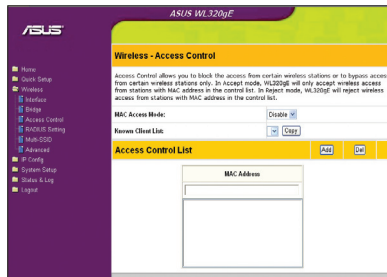 ASUS WL320gE
ASUS
Home
Quick Setup
Wireless
Interface
Bridge
Access Control
RADIUS Setting
Multi-SSID
Advanced
IP Config
System Setup
Status & Log
Logout
Wireless - Access Control
Access Control allows you to block the access from certain wireless stations or to bypass access
from certain wireless stations only. In Accept mode, WL320gE will only accept wireless access
from stations with MAC address in the control list. In Reject mode, WL320gE will reject wireless
access from stations with MAC address in the control list.
MAC Access Mode: Disable
Known Client List: Copy
Access Control List Add Del
MAC Address